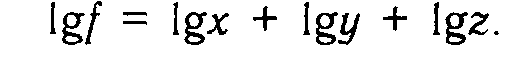 lgf = lgx + lgy + lgz.